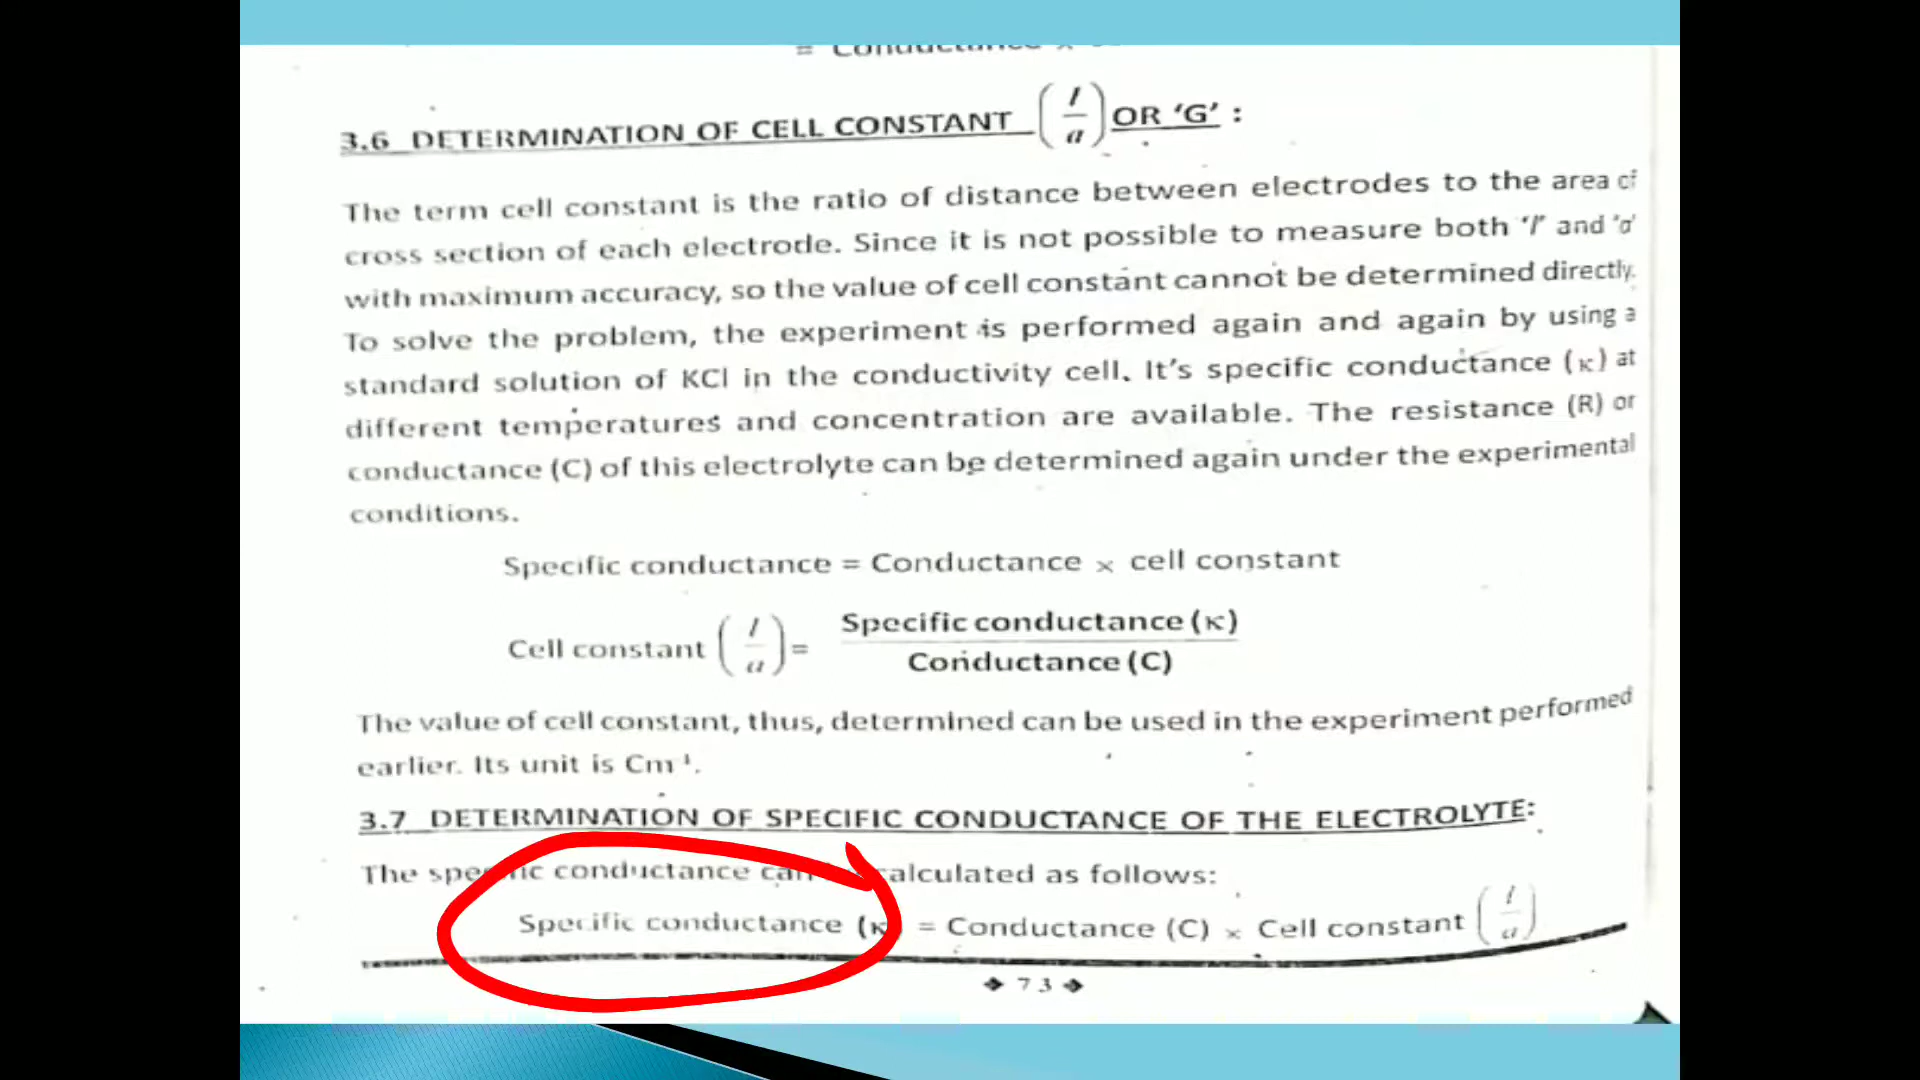 = Conductance ×
3.6 DETERMINATION OF CELL CONSTANT (l/a) OR ‘G’ :
The term cell constant is the ratio of distance between electrodes to the area of
cross section of each electrode. Since it is not possible to measure both ‘l’ and ‘a’
with maximum accuracy, so the value of cell constant cannot be determined directly.
To solve the problem, the experiment is performed again and again by using a
standard solution of KCl in the conductivity cell. It’s specific conductance (κ) at
different temperatures and concentration are available. The resistance (R) or
conductance (C) of this electrolyte can be determined again under the experimental
conditions.
Specific conductance = Conductance × cell constant
Cell constant (l/a) = Specific conductance (κ) / Conductance (C)
The value of cell constant, thus, determined can be used in the experiment performed
earlier. Its unit is Cm⁻¹.
3.7 DETERMINATION OF SPECIFIC CONDUCTANCE OF THE ELECTROLYTE:
The specific conductance can calculated as follows:
Specific conductance (κ) = Conductance (C) × Cell constant (l/a)
73